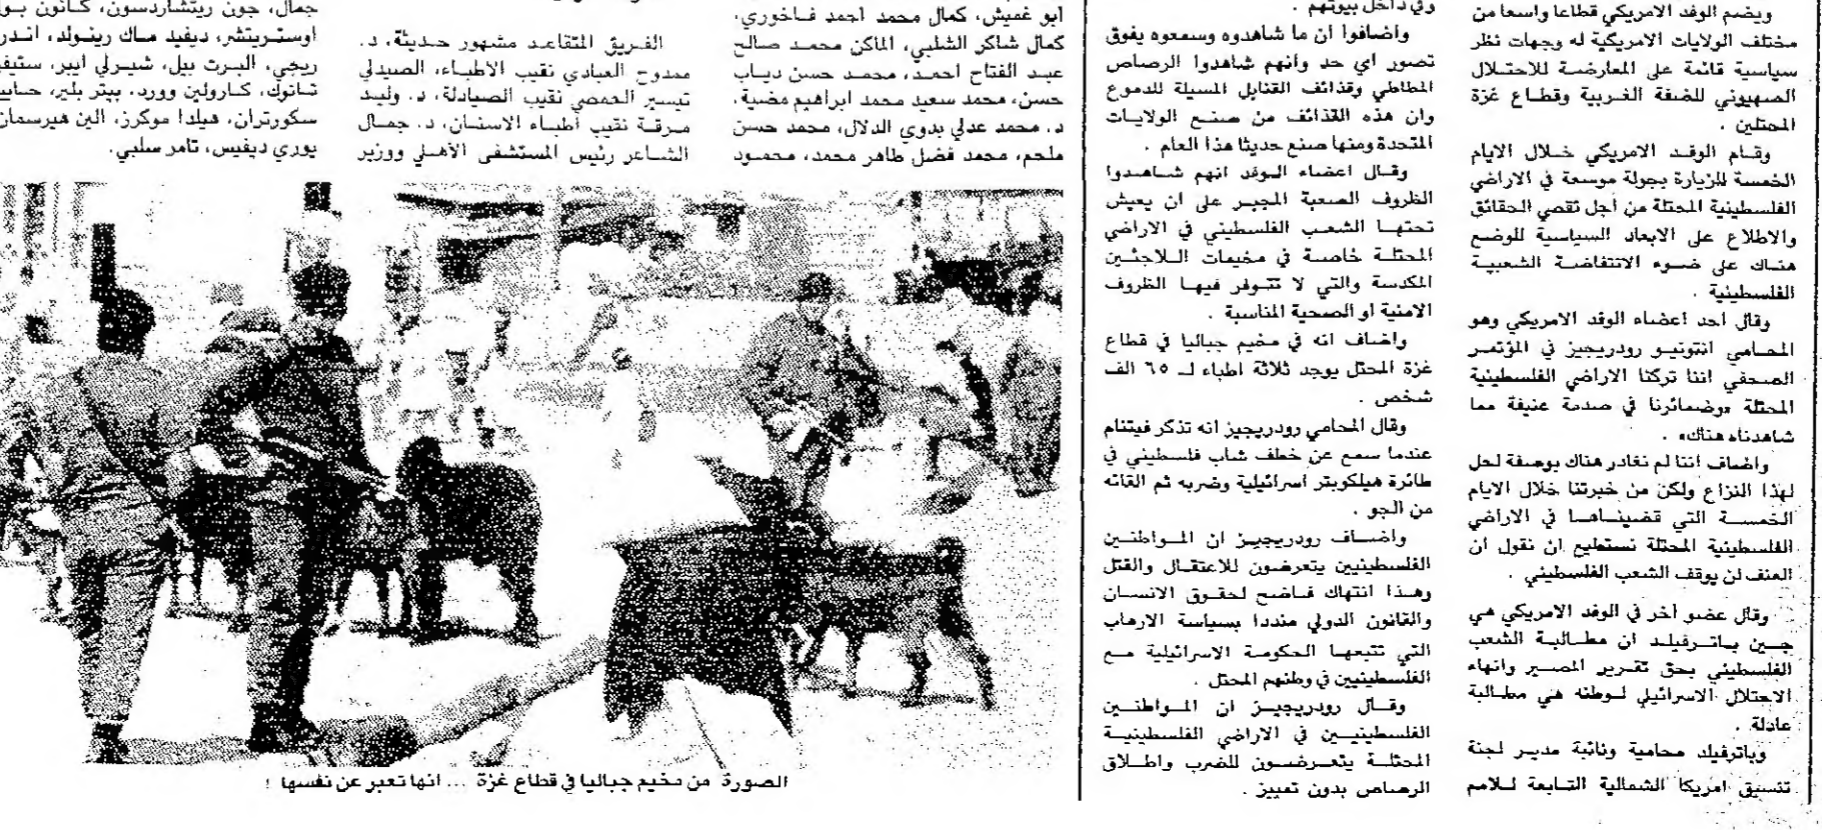 ويضم الوفد الامريكي قطاعا واسعا من
مختلف الولايات الامريكية له وجهات نظر
سياسية قائمة على المعارضة للاحتلال
الصهيوني للضفة الغربية وقطاع غزة
المحتلين .
وقام الوفد الامريكي خلال الايام
الخمسة للزيارة بجولة موسعة في الاراضي
الفلسطينية المحتلة من أجل تقصي الحقائق
والاطلاع على الابعاد السياسية للوضع
هناك على ضوء الانتفاضة الشعبية
الفلسطينية .
وقال احد اعضاء الوفد الامريكي وهو
المحامي انتونيو رودريجيز في المؤتمر
الصحفي اننا تركنا الاراضي الفلسطينية
المحتلة «وضمائرنا في صدمة عنيفة مما
شاهدناه هناك» .
واضاف اننا لم نغادر هناك بوصفة لحل
لهذا النزاع ولكن من خبرتنا خلال الايام
الخمسة التي قضيناها في الاراضي
الفلسطينية المحتلة نستطيع ان نقول أن
العنف لن يوقف الشعب الفلسطيني .
وقال عضو آخر في الوفد الامريكي هي
جين باترفيلد ان مطالبة الشعب
الفلسطيني بحق تقرير المصير وانهاء
الاحتلال الاسرائيلي لوطنه هي مطالبة
عادلة .
وباترفيلد محامية ونائبة مدير لجنة
تنسيق امريكا الشمالية التابعة للامم
وفي داخل بيوتهم .
واضافوا أن ما شاهدوه وسمعوه يفوق
تصور اي حد وأنهم شاهدوا الرصاص
المطاطي وقذائف القنابل المسيلة للدموع
وان هذه القذائف من صنع الولايات
المتحدة ومنها صنع حديثا هذا العام .
وقال اعضاء الوفد انهم شاهدوا
الظروف الصعبة المجبر على ان يعيش
تحتها الشعب الفلسطيني في الاراضي
المحتلة خاصة في مخيمات اللاجئين
المكدسة والتي لا تتوفر فيها الظروف
الامنية او الصحية المناسبة .
واضاف انه في مخيم جباليا في قطاع
غزة المحتل يوجد ثلاثة اطباء لـ ٦٥ الف
شخص .
وقال المحامي رودريجيز انه تذكر فيتنام
عندما سمع عن خطف شاب فلسطيني في
طائرة هيلكوبتر اسرائيلية وضربه ثم القائه
من الجو .
واضاف رودريجيز ان المواطنين
الفلسطينيين يتعرضون للاعتقال والقتل
وهذا انتهاك فاضح لحقوق الانسان
والقانون الدولي منددا بسياسة الارهاب
التي تتبعها الحكومة الاسرائيلية مع
الفلسطينيين في وطنهم المحتل .
وقال رودريجيز ان المواطنين
الفلسطينيين في الاراضي الفلسطينية
المحتلة يتعرضون للضرب واطلاق
الرصاص بدون تمييز .
ابو غميش، كمال محمد احمد فاخوري،
كمال شاكر الشلبي، الماكن محمد صالح
عبد الفتاح احمد، محمد حسن دياب
حسن، محمد سعيد محمد ابراهيم مضية،
د. محمد عدلي بدوي الدلال، محمد حسن
ملحم، محمد فضل طاهر محمد، محمود
الفريق المتقاعد مشهور حديثة، د.
ممدوح العبادي نقيب الاطباء، الصيدلي
تيسير الحمصي نقيب الصيادلة، د. وليد
مرقة نقيب اطباء الاسنان، د. جمال
الشاعر رئيس المستشفى الأهلي ووزير
جمال، جون ريتشاردسون، كانون
اوستريتشر، ديفيد ماك رينولد،
ريجي، البرت بيل، شيرلي ايبر،
تانوك، كارولين وورد، بيتر بلير،
سكورتران، هيلدا موكرز، الين هيرسمان
يوري ديفيس، تامر سلبي.
الصورة من مخيم جباليا في قطاع غزة ... انها تعبر عن نفسها !